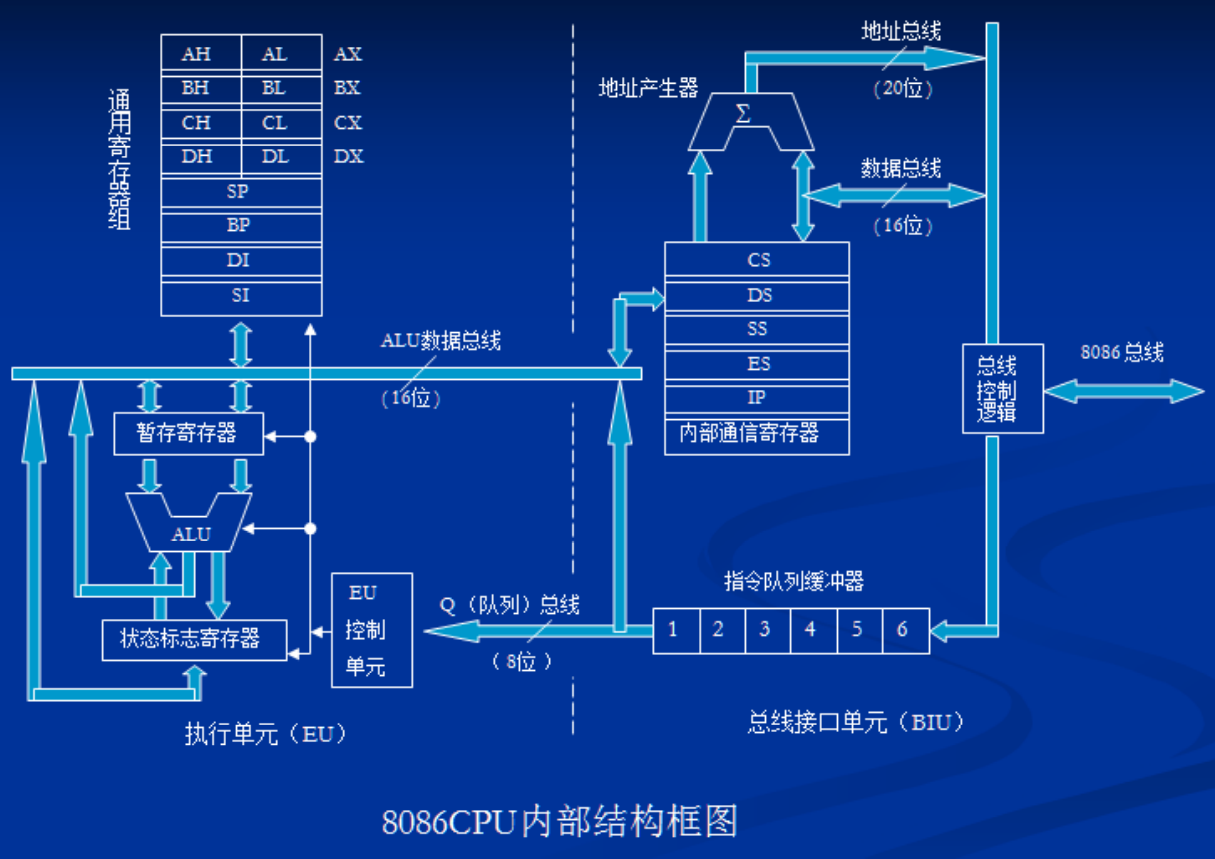 通用寄存器组
AH AL AX
BH BL BX
CH CL CX
DH DL DX
SP
BP
DI
SI
ALU数据总线
(16位)
暂存寄存器
ALU
状态标志寄存器
EU
控制
单元
Q（队列）总线
（8位）
执行单元（EU）
地址产生器
Σ
地址总线
(20位)
数据总线
(16位)
CS
DS
SS
ES
IP
内部通信寄存器
总线
控制
逻辑
8086总线
指令队列缓冲器
1 2 3 4 5 6
总线接口单元（BIU）
8086CPU内部结构框图